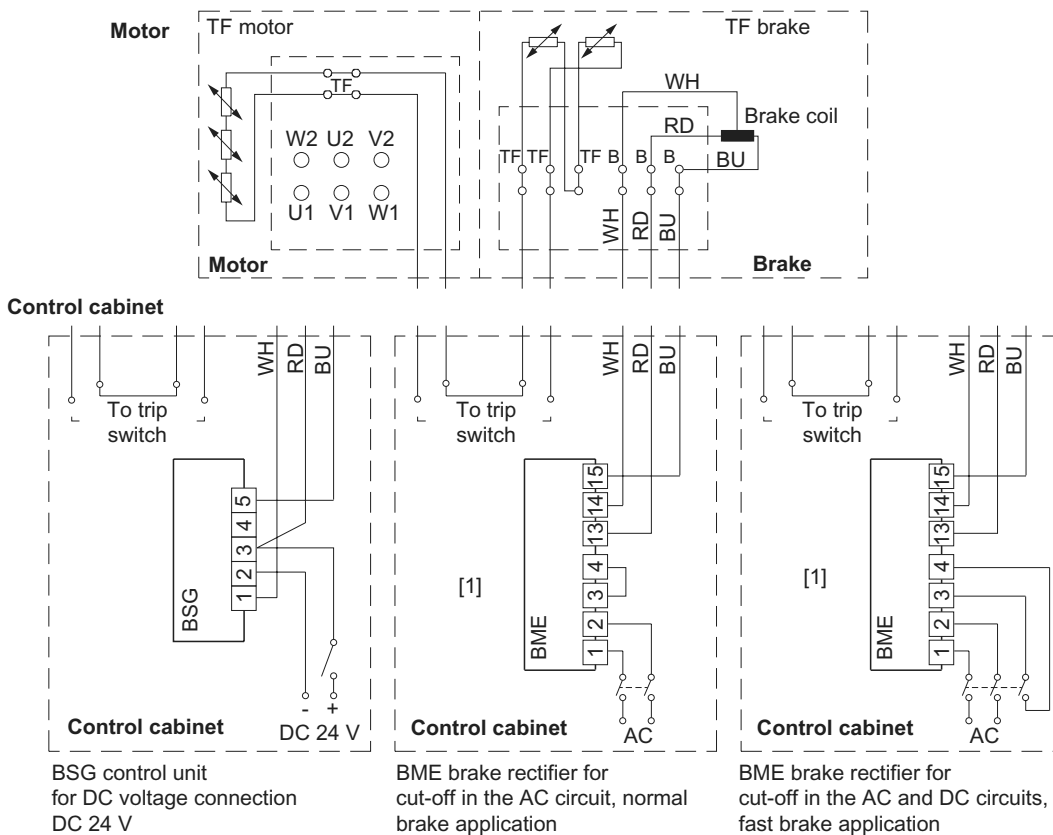 Motor
TF motor
TF brake
TF
WH
Brake coil
RD
BU
W2 U2 V2
TF TF TF B B B
U1 V1 W1
WH RD BU
Motor
Brake
Control cabinet
WH RD BU
To trip
switch
BSG
5
4
3
2
1
- +
DC 24 V
Control cabinet
BSG control unit
for DC voltage connection
DC 24 V
WH RD BU
To trip
switch
[1]
BME
15
14
13
4
3
2
1
AC
Control cabinet
BME brake rectifier for
cut-off in the AC circuit, normal
brake application
WH RD BU
To trip
switch
[1]
BME
15
14
13
4
3
2
1
AC
Control cabinet
BME brake rectifier for
cut-off in the AC and DC circuits,
fast brake application